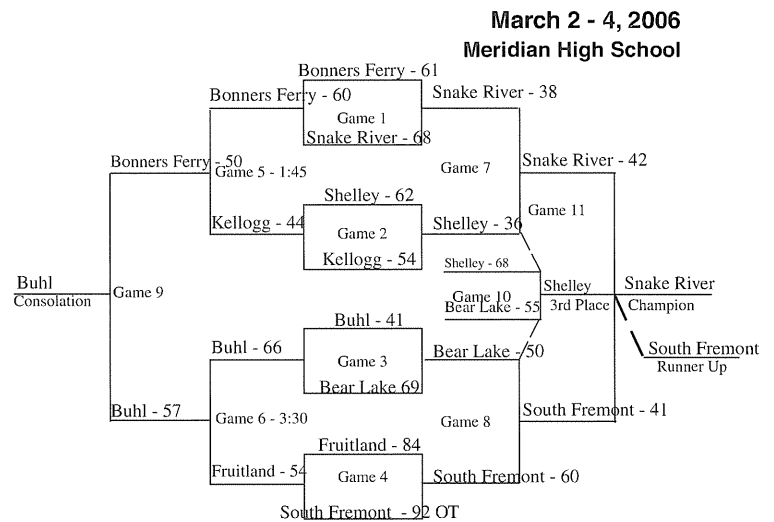 March 2 - 4, 2006
Meridian High School
Bonners Ferry - 61
Bonners Ferry - 60
Snake River - 38
Game 1
Snake River - 68
Bonners Ferry - 50
Game 5 - 1:45
Game 7
Snake River - 42
Shelley - 62
Game 11
Kellogg - 44
Game 2
Shelley - 36
Kellogg - 54
Shelley - 68
Buhl
Consolation
Game 9
Game 10
Shelley
3rd Place
Snake River
Champion
Bear Lake - 55
Buhl - 41
Buhl - 66
Game 3
Bear Lake - 50
South Fremont
Runner Up
Bear Lake 69
Buhl - 57
Game 6 - 3:30
Game 8
South Fremont - 41
Fruitland - 84
Fruitland - 54
Game 4
South Fremont - 60
South Fremont - 92 OT